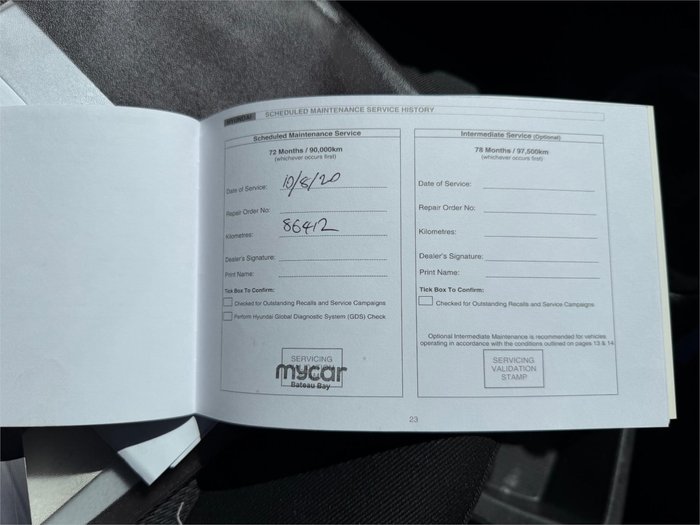 HYUNDAI SCHEDULED MAINTENANCE SERVICE HISTORY
Scheduled Maintenance Service
72 Months / 90,000km
(whichever occurs first)
Date of Service: 10/8/20
Repair Order No:
Kilometres: 86412
Dealer's Signature:
Print Name:
Tick Box To Confirm:
Checked for Outstanding Recalls and Service Campaigns
Perform Hyundai Global Diagnostic System (GDS) Check
SERVICING
mycar
Bateau Bay
Intermediate Service (Optional)
78 Months / 97,500km
(whichever occurs first)
Date of Service:
Repair Order No:
Kilometres:
Dealer's Signature:
Print Name:
Tick Box To Confirm:
Checked for Outstanding Recalls and Service Campaigns
Optional Intermediate Maintenance is recommended for vehicles
operating in accordance with the conditions outlined on pages 13 & 14
SERVICING
VALIDATION
STAMP
23